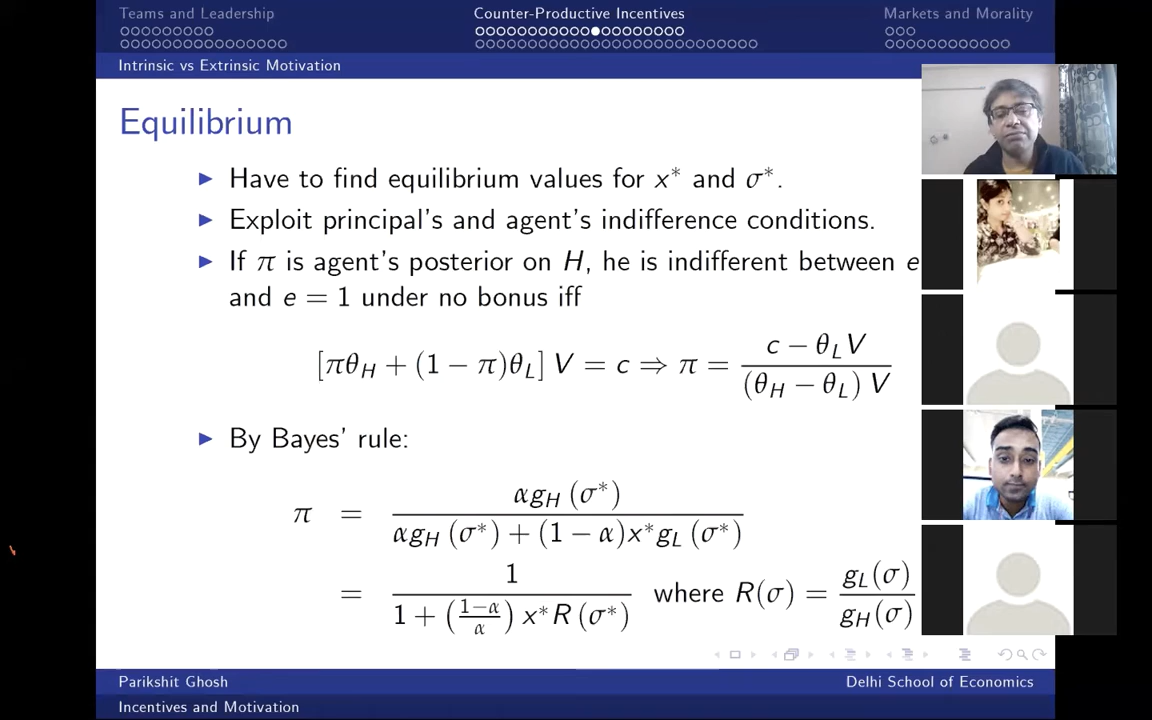 Teams and Leadership Counter-Productive Incentives Markets and Morality
Intrinsic vs Extrinsic Motivation
Equilibrium
Have to find equilibrium values for x* and σ*.
Exploit principal's and agent's indifference conditions.
If π is agent's posterior on H, he is indifferent between e
and e = 1 under no bonus iff
[πθ_H + (1 − π)θ_L] V = c ⇒ π = (c − θ_L V) / ((θ_H − θ_L) V)
By Bayes' rule:
π = αg_H (σ*) / (αg_H (σ*) + (1 − α)x* g_L (σ*))
= 1 / (1 + ((1−α)/α) x* R (σ*)) where R(σ) = g_L(σ) / g_H(σ)
Parikshit Ghosh Delhi School of Economics
Incentives and Motivation